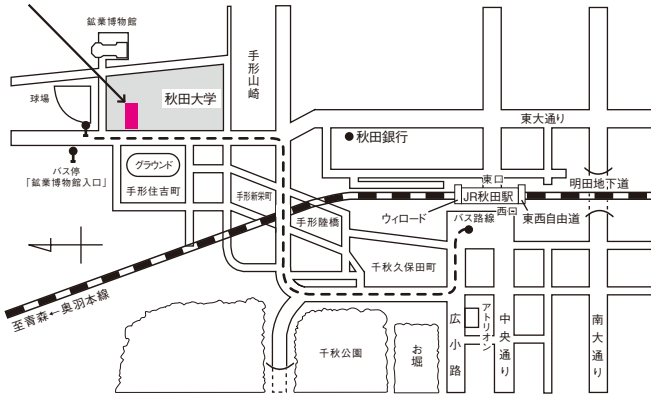 鉱業博物館
手形山崎
秋田大学
球場
東大通り
秋田銀行
バス停
「鉱業博物館入口」
グラウンド
手形住吉町
手形新栄町
東口
明田地下道
JR秋田駅
手形陸橋
ウィロード
西口
東西自由道
バス路線
千秋久保田町
至青森←奥羽本線
千秋公園
お堀
広小路
アトリオン
中央通り
南大通り